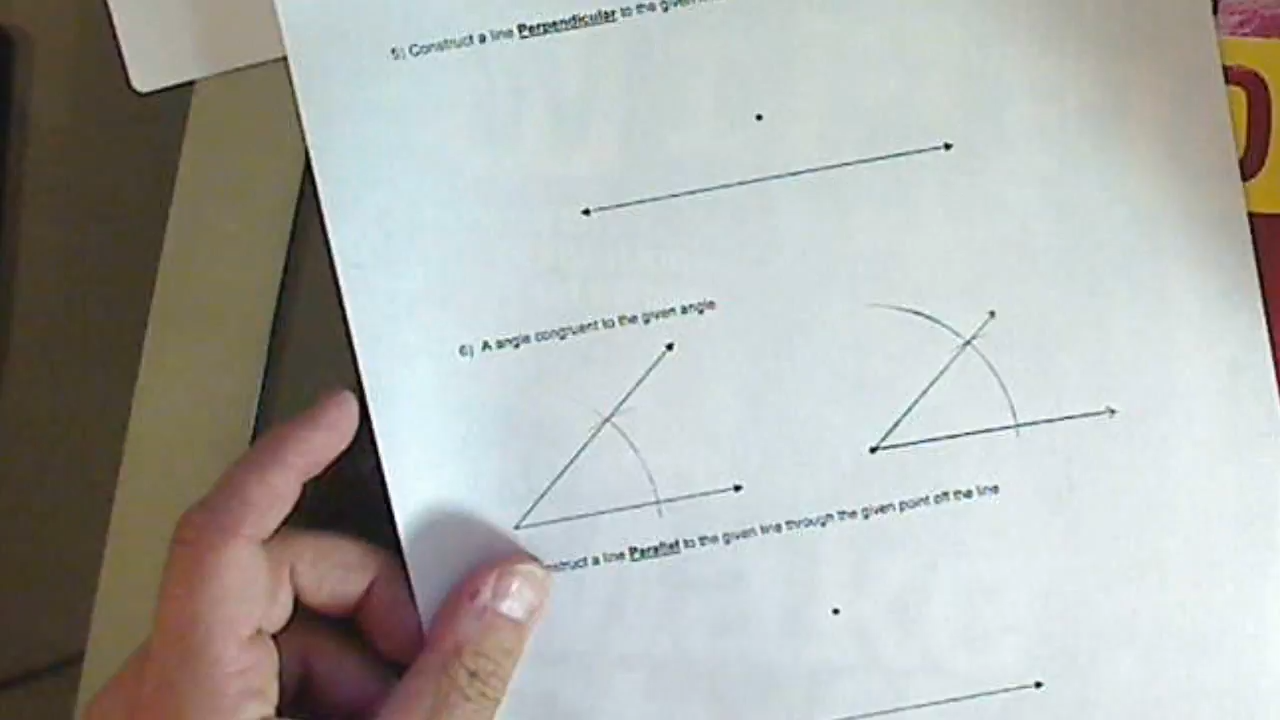 5) Construct a line Perpendicular to the given
6) A angle congruent to the given angle
nstruct a line Parallel to the given line through the given point off the line